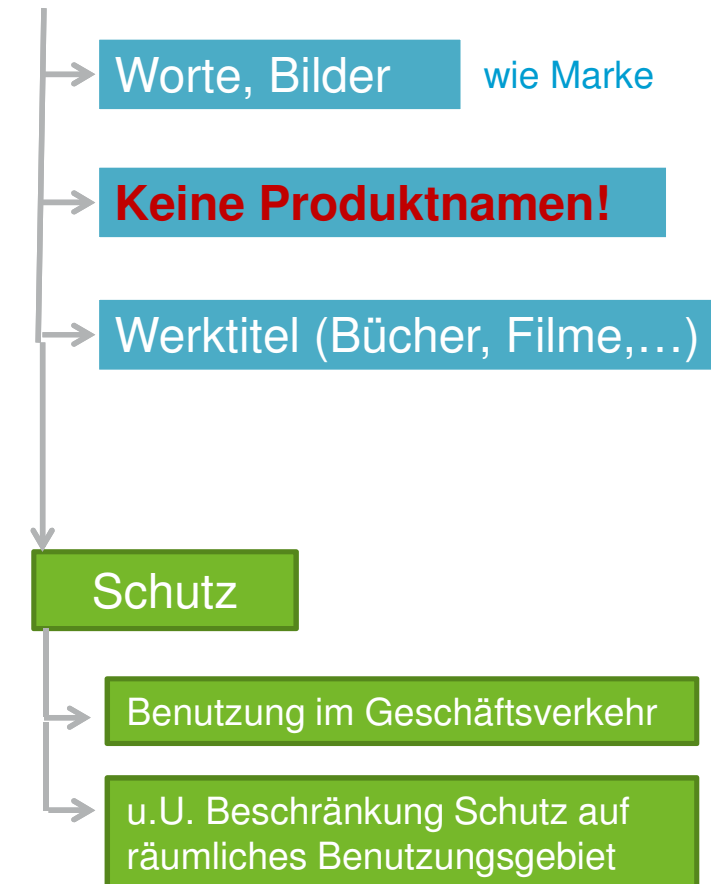 Worte, Bilder wie Marke
Keine Produktnamen!
Werktitel (Bücher, Filme,…)
Schutz
Benutzung im Geschäftsverkehr
u.U. Beschränkung Schutz auf
räumliches Benutzungsgebiet